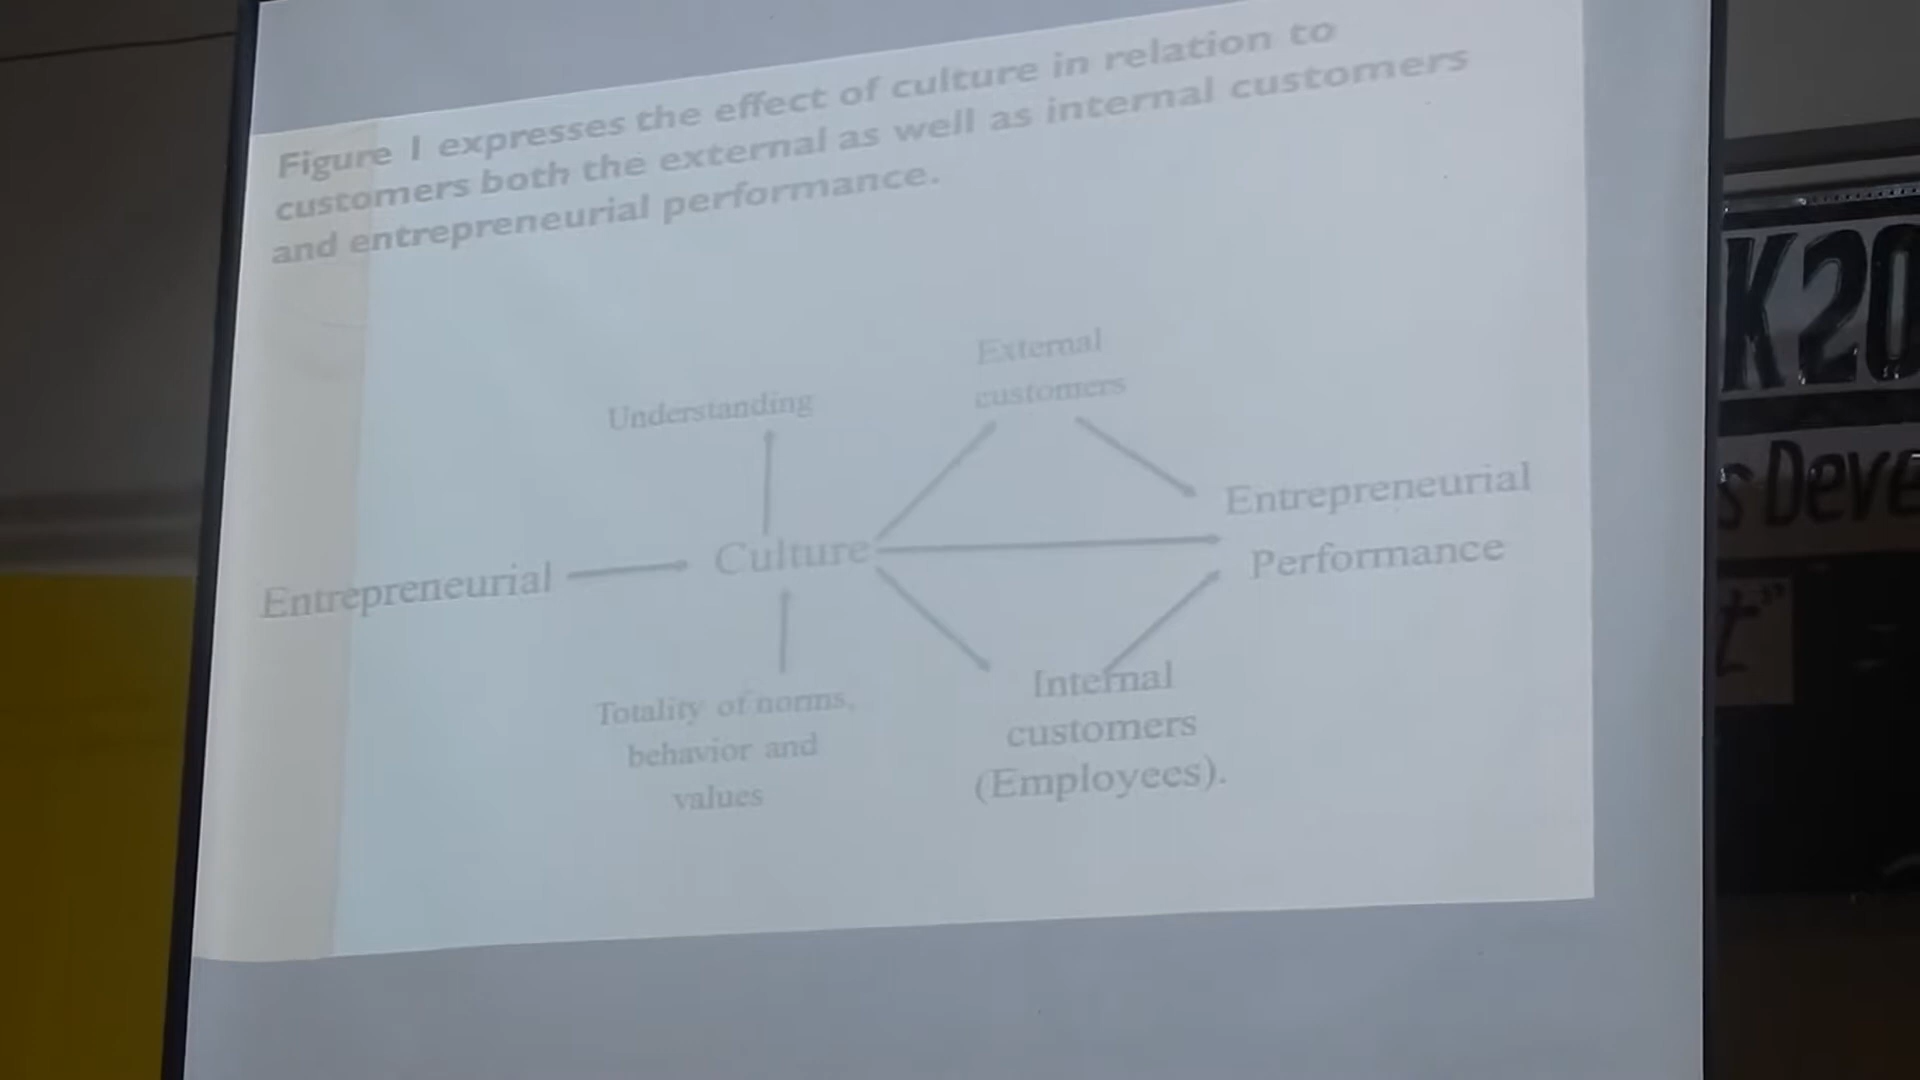 Figure 1 expresses the effect of culture in relation to
customers both the external as well as internal customers
and entrepreneurial performance.
External
customers
Understanding
Entrepreneurial
Performance
Culture
Entrepreneurial
Internal
customers
(Employees).
Totality of norms,
behavior and
values
K20
s Deve
t"